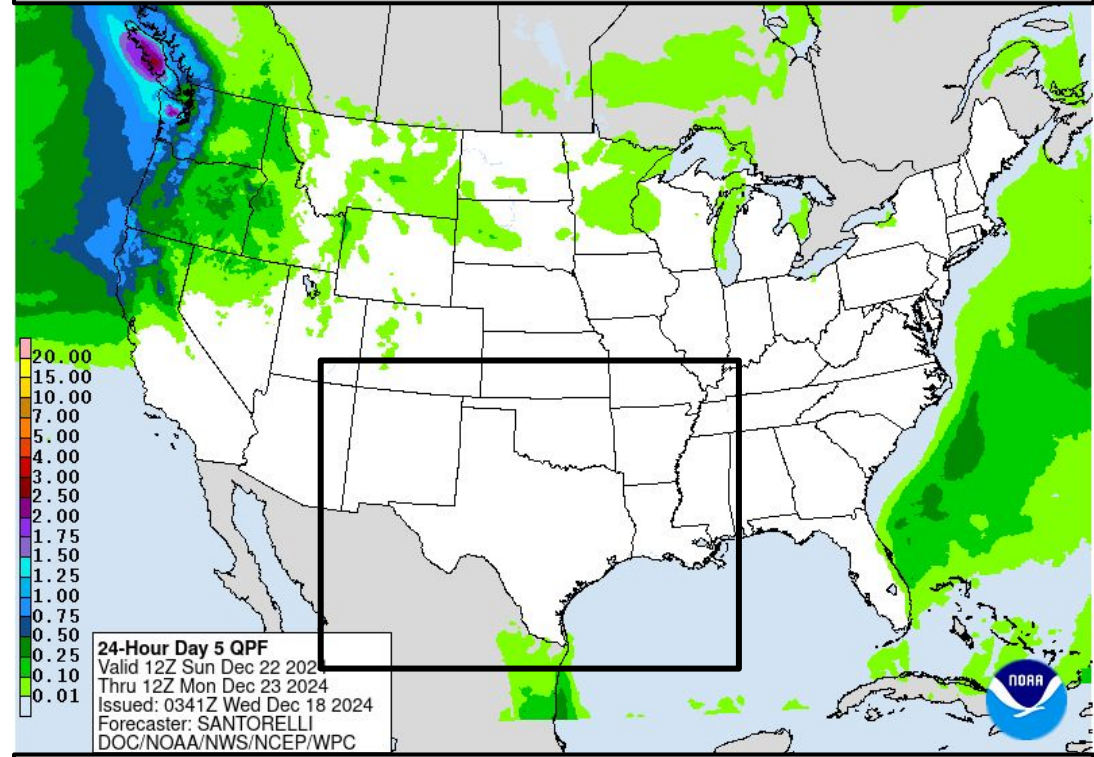 20.00
15.00
10.00
7.00
5.00
4.00
3.00
2.50
2.00
1.75
1.50
1.25
1.00
0.75
0.50
0.25
0.10
0.01
24-Hour Day 5 QPF
Valid 12Z Sun Dec 22 202
Thru 12Z Mon Dec 23 2024
Issued: 0341Z Wed Dec 18 2024
Forecaster: SANTORELLI
DOC/NOAA/NWS/NCEP/WPC
NOAA